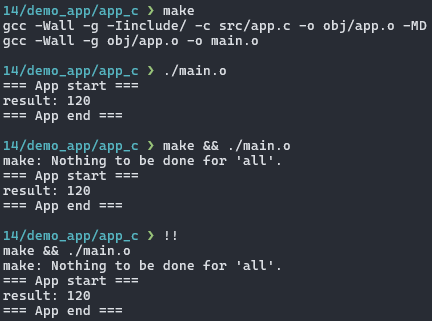 14/demo_app/app_c ❯ make
gcc -Wall -g -Iinclude/ -c src/app.c -o obj/app.o -MD
gcc -Wall -g obj/app.o -o main.o
14/demo_app/app_c ❯ ./main.o
=== App start ===
result: 120
=== App end ===
14/demo_app/app_c ❯ make && ./main.o
make: Nothing to be done for 'all'.
=== App start ===
result: 120
=== App end ===
14/demo_app/app_c ❯ !!
make && ./main.o
make: Nothing to be done for 'all'.
=== App start ===
result: 120
=== App end ===